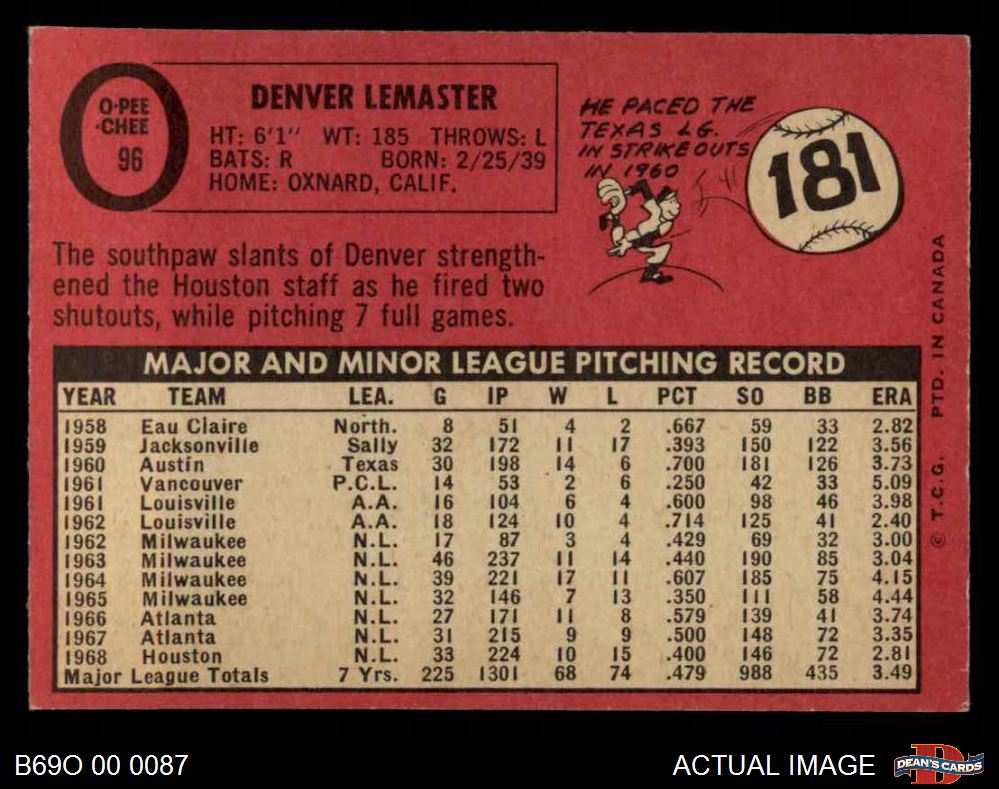 O-PEE
-CHEE
96
DENVER LEMASTER
HT: 6'1" WT: 185 THROWS: L
BATS: R BORN: 2/25/39
HOME: OXNARD, CALIF.
HE PACED THE
TEXAS LG.
IN STRIKEOUTS
IN 1960
181
The southpaw slants of Denver strength-
ened the Houston staff as he fired two
shutouts, while pitching 7 full games.
MAJOR AND MINOR LEAGUE PITCHING RECORD
YEAR TEAM LEA. G IP W L PCT SO BB ERA
1958 Eau Claire North. 8 51 4 2 .667 59 33 2.82
1959 Jacksonville Sally 32 172 11 17 .393 150 122 3.56
1960 Austin Texas 30 198 14 6 .700 181 126 3.73
1961 Vancouver P.C.L. 14 53 2 6 .250 42 33 5.09
1961 Louisville A.A. 16 104 6 4 .600 98 46 3.98
1962 Louisville A.A. 18 124 10 4 .714 125 41 2.40
1962 Milwaukee N.L. 17 87 3 4 .429 69 32 3.00
1963 Milwaukee N.L. 46 237 11 14 .440 190 85 3.04
1964 Milwaukee N.L. 39 221 17 11 .607 185 75 4.15
1965 Milwaukee N.L. 32 146 7 13 .350 111 58 4.44
1966 Atlanta N.L. 27 171 11 8 .579 139 41 3.74
1967 Atlanta N.L. 31 215 9 9 .500 148 72 3.35
1968 Houston N.L. 33 224 10 15 .400 146 72 2.81
Major League Totals 7 Yrs. 225 1301 68 74 .479 988 435 3.49
© T.C.G. PTD. IN CANADA
B69O 00 0087
ACTUAL IMAGE
D
DEAN'S CARDS